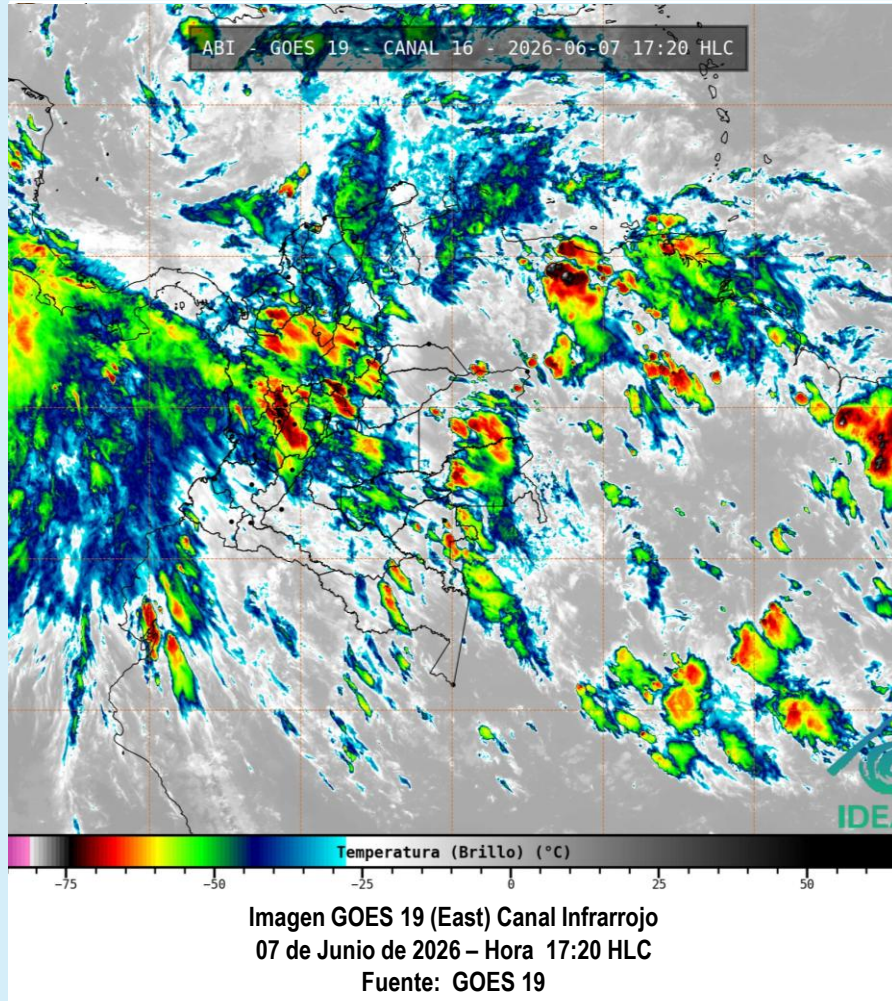 ABI - GOES 19 - CANAL 16 - 2026-06-07 17:20 HLC
Temperatura (Brillo) (°C)
−75 −50 −25 0 25 50
Imagen GOES 19 (East) Canal Infrarrojo
07 de Junio de 2026 – Hora 17:20 HLC
Fuente: GOES 19